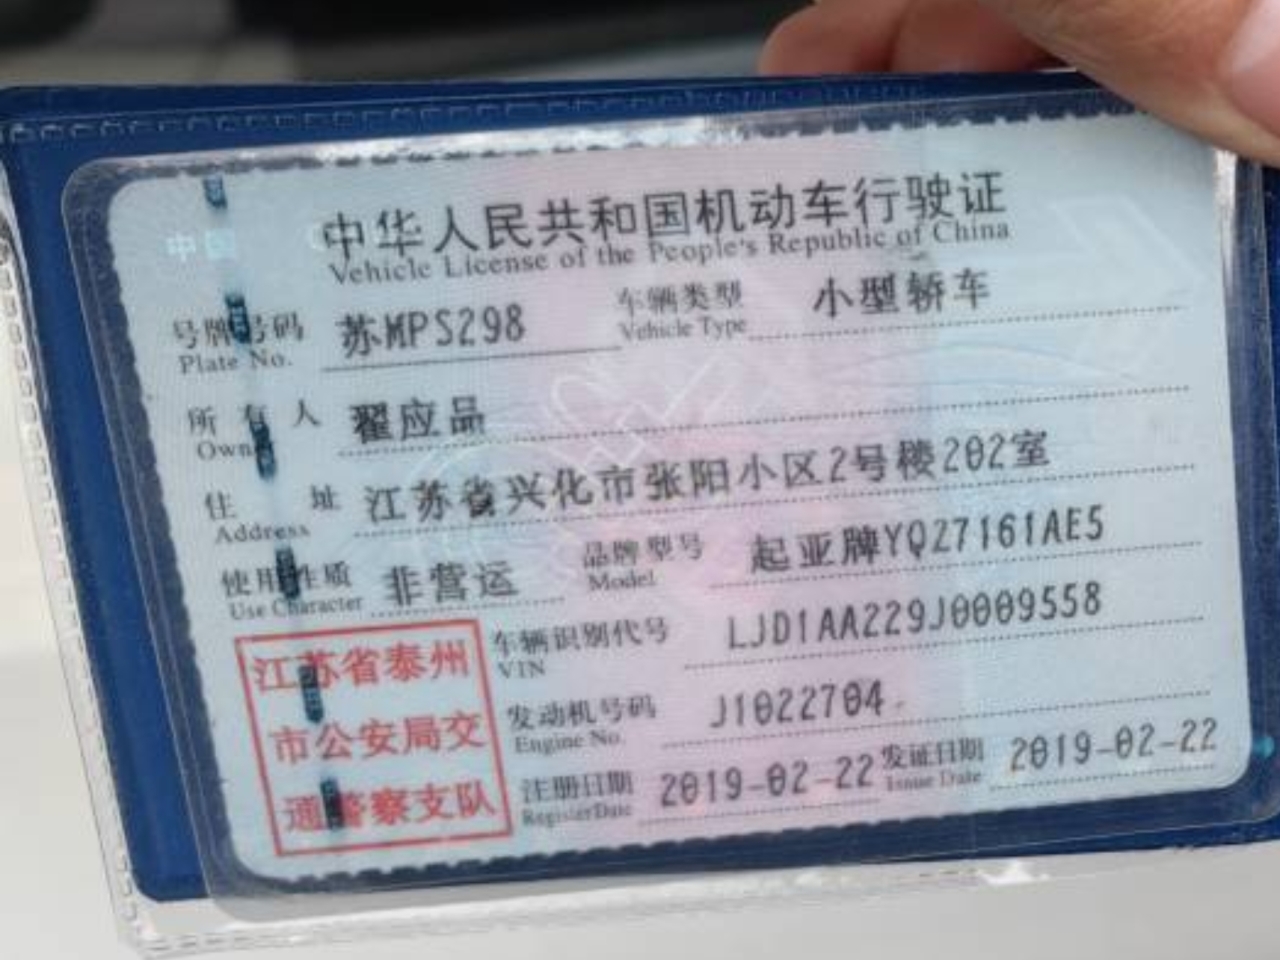 中国
中华人民共和国机动车行驶证
Vehicle License of the People's Republic of China
号牌号码 苏MPS298 车辆类型 小型轿车
Plate No. Vehicle Type
所有人 翟应品
Owner
住址 江苏省兴化市张阳小区2号楼202室
Address
使用性质 非营运 品牌型号 起亚牌YQZ7161AE5
Use Character Model
江苏省泰州
市公安局交
通警察支队
车辆识别代号 LJD1AA229J0009558
VIN
发动机号码 J1022704
Engine No.
注册日期 2019-02-22 发证日期 2019-02-22
Register Date Issue Date